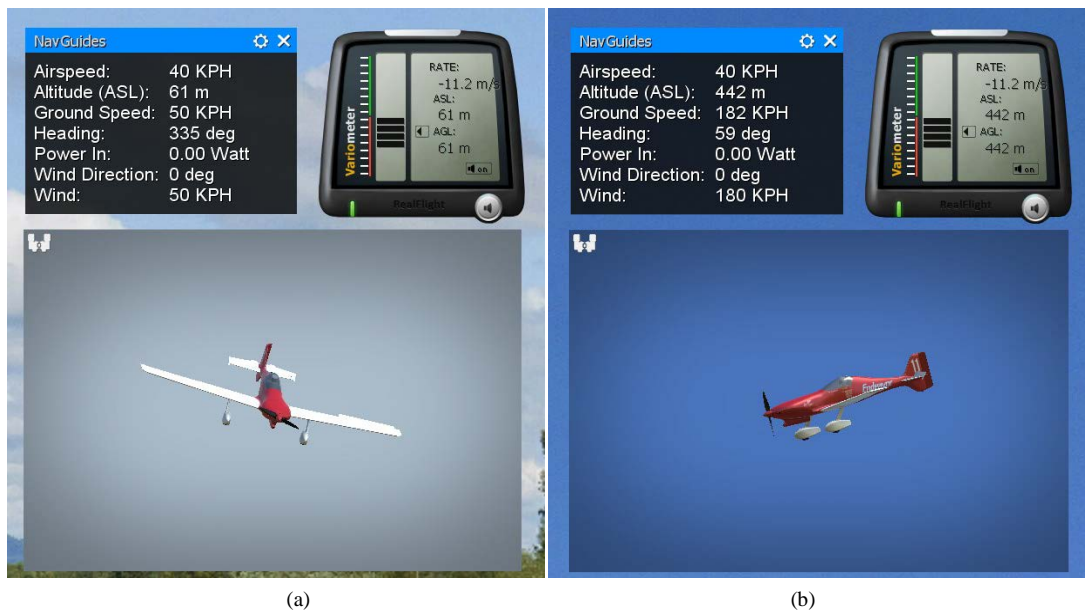 NavGuides
Airspeed: 40 KPH
Altitude (ASL): 61 m
Ground Speed: 50 KPH
Heading: 335 deg
Power In: 0.00 Watt
Wind Direction: 0 deg
Wind: 50 KPH
Variometer
RATE:
-11.2 m/s
ASL:
61 m
AGL:
61 m
on
RealFlight
(a)
NavGuides
Airspeed: 40 KPH
Altitude (ASL): 442 m
Ground Speed: 182 KPH
Heading: 59 deg
Power In: 0.00 Watt
Wind Direction: 0 deg
Wind: 180 KPH
Variometer
RATE:
-11.2 m/s
ASL:
442 m
AGL:
442 m
on
RealFlight
(b)